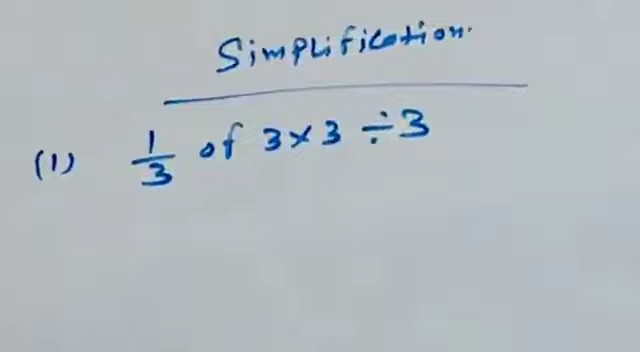 Simplification.
(1) 1/3 of 3×3÷3